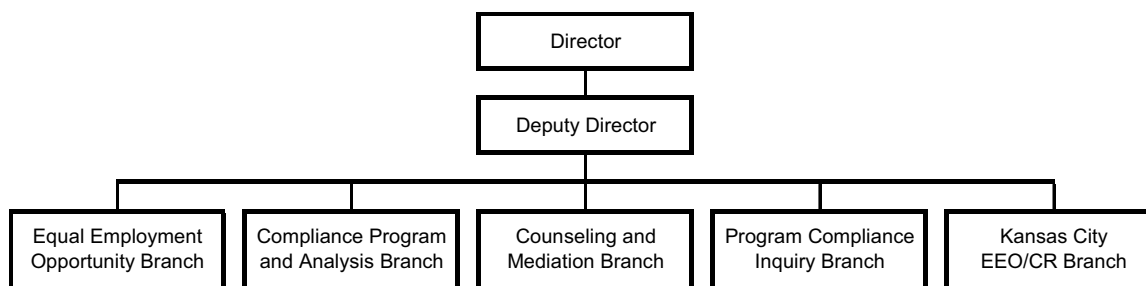 Director
Deputy Director
Equal Employment
Opportunity Branch
Compliance Program
and Analysis Branch
Counseling and
Mediation Branch
Program Compliance
Inquiry Branch
Kansas City
EEO/CR Branch